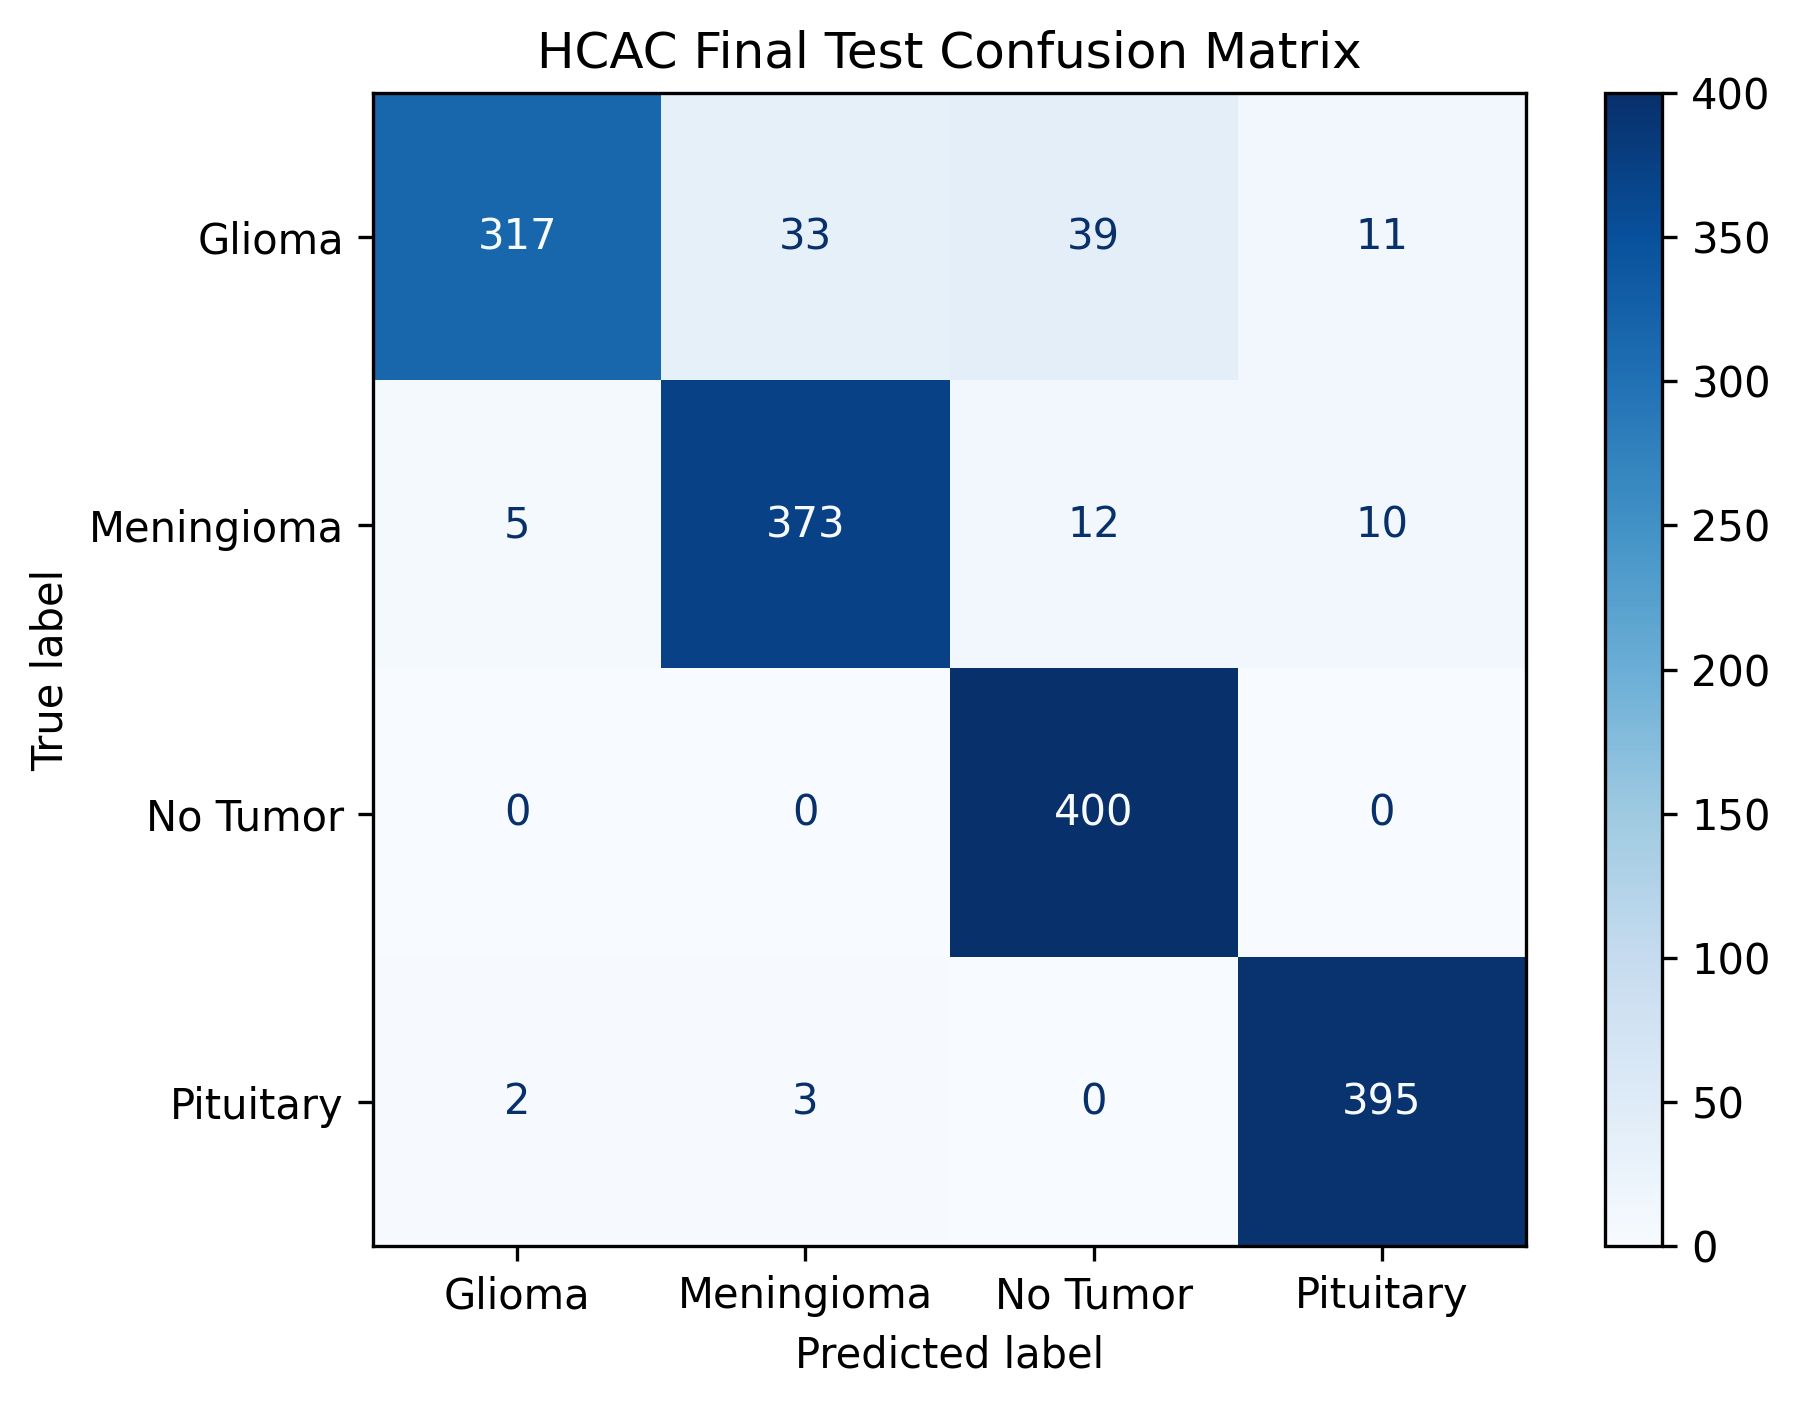 HCAC Final Test Confusion Matrix
Glioma 317 33 39 11
Meningioma 5 373 12 10
No Tumor 0 0 400 0
Pituitary 2 3 0 395
Glioma Meningioma No Tumor Pituitary
Predicted label
True label
400
350
300
250
200
150
100
50
0